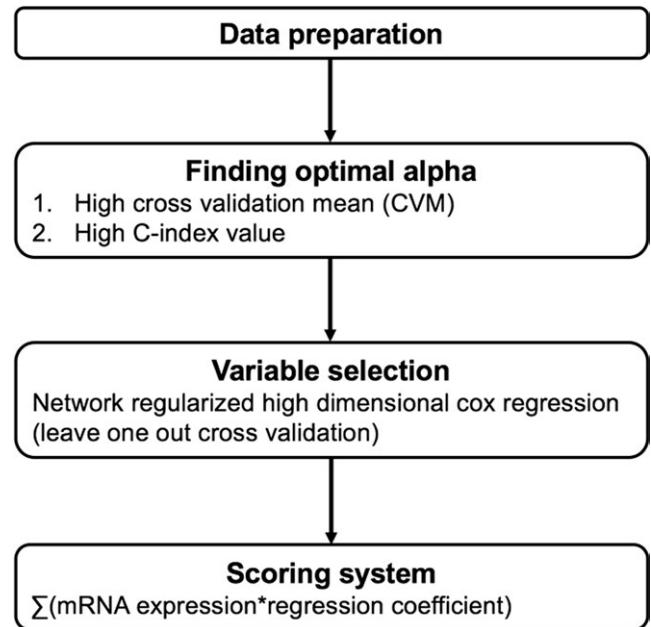 Data preparation
Finding optimal alpha
1. High cross validation mean (CVM)
2. High C-index value
Variable selection
Network regularized high dimensional cox regression
(leave one out cross validation)
Scoring system
∑(mRNA expression*regression coefficient)